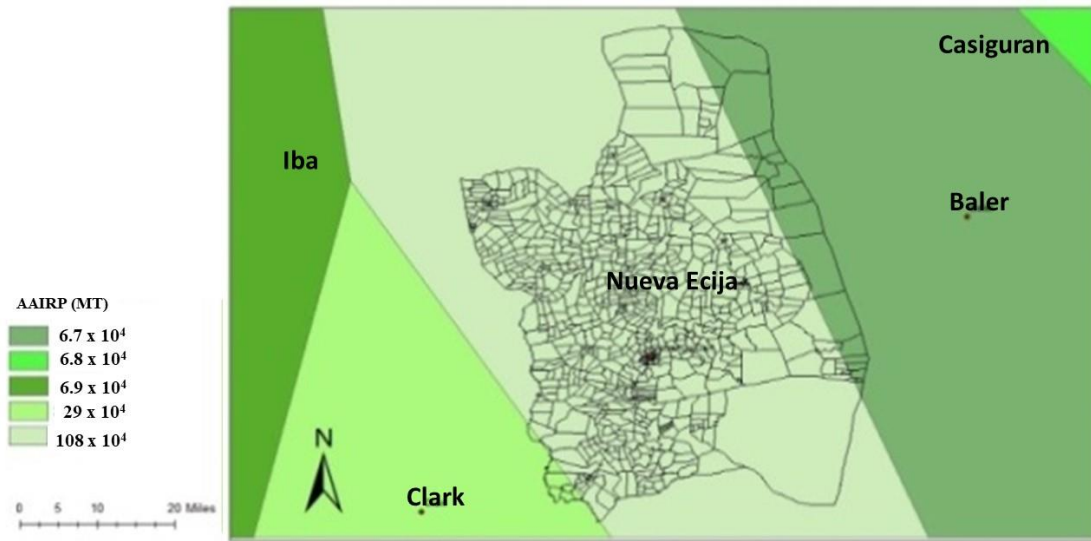 Casiguran
Iba
Baler
Nueva Ecija
AAIRP (MT)
6.7 x 10⁴
6.8 x 10⁴
6.9 x 10⁴
29 x 10⁴
108 x 10⁴
N
Clark
0 5 10 20 Miles